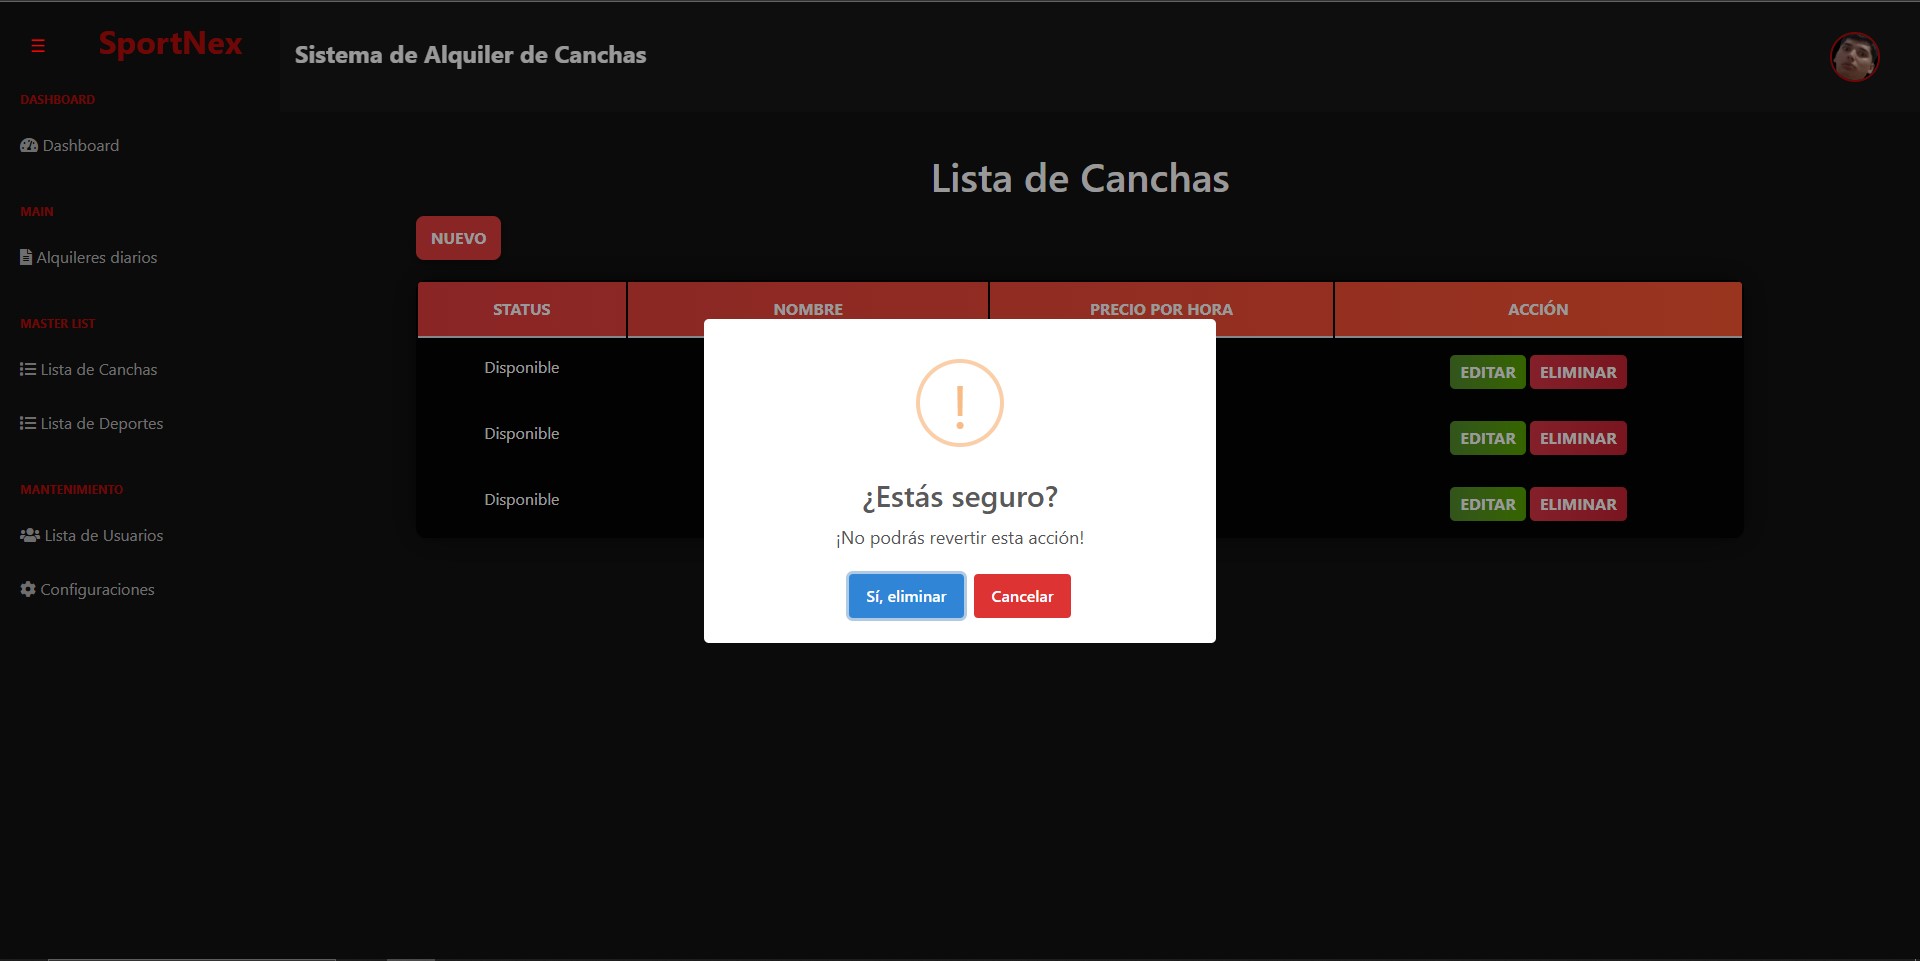 SportNex
Sistema de Alquiler de Canchas
DASHBOARD
Dashboard
MAIN
Alquileres diarios
MASTER LIST
Lista de Canchas
Lista de Deportes
MANTENIMIENTO
Lista de Usuarios
Configuraciones
Lista de Canchas
NUEVO
STATUS NOMBRE PRECIO POR HORA ACCIÓN
Disponible EDITAR ELIMINAR
Disponible EDITAR ELIMINAR
Disponible EDITAR ELIMINAR
!
¿Estás seguro?
¡No podrás revertir esta acción!
Sí, eliminar Cancelar